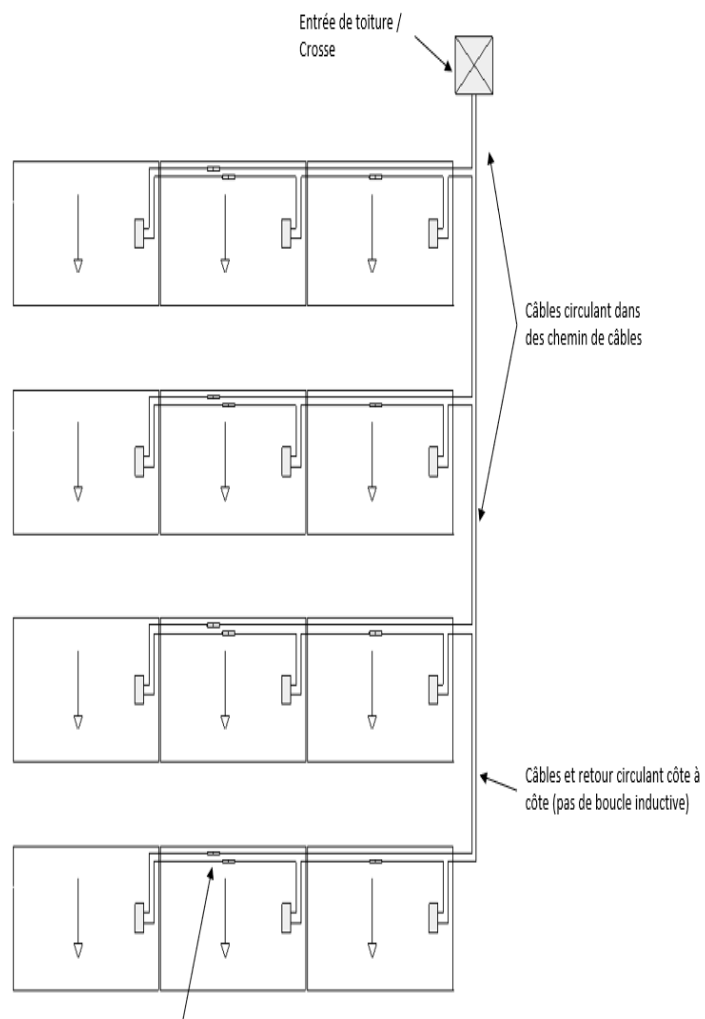 Entrée de toiture /
Crosse
Câbles circulant dans
des chemin de câbles
Câbles et retour circulant côte à
côte (pas de boucle inductive)